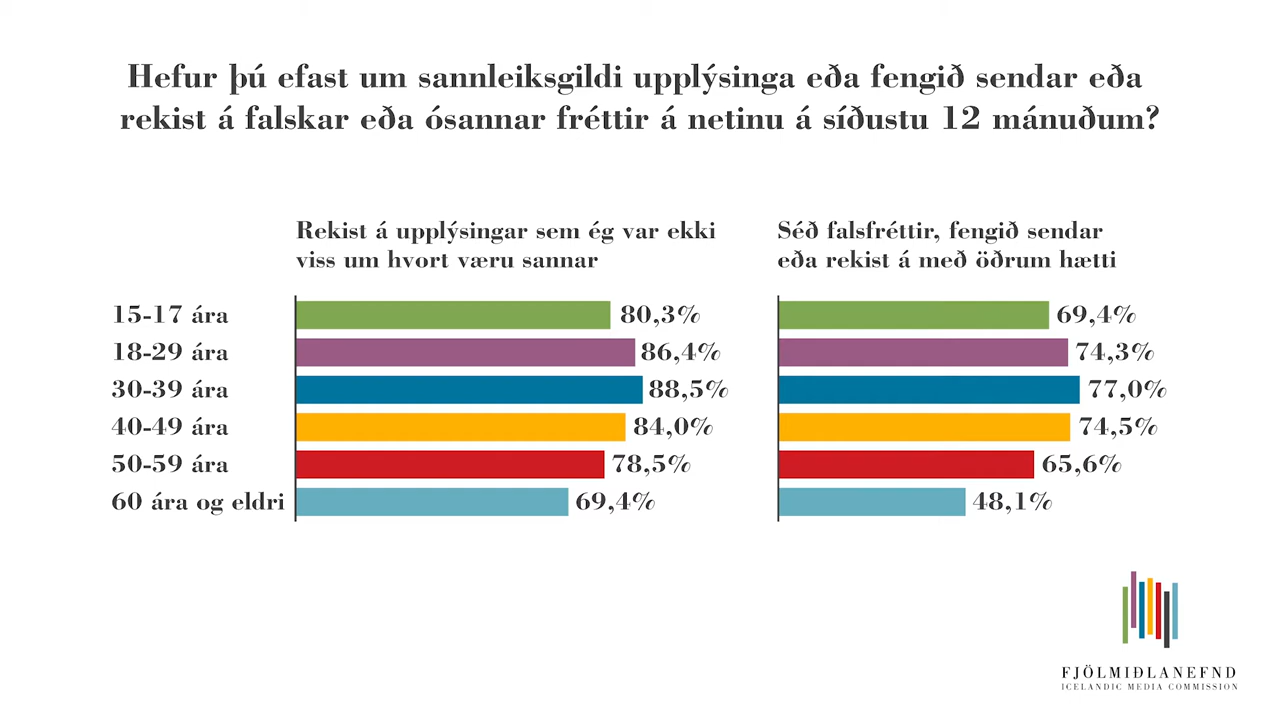 Hefur þú efast um sannleiksgildi upplýsinga eða fengið sendar eða
rekist á falskar eða ósannar fréttir á netinu á síðustu 12 mánuðum?
Rekist á upplýsingar sem ég var ekki
viss um hvort væru sannar
15-17 ára 80,3%
18-29 ára 86,4%
30-39 ára 88,5%
40-49 ára 84,0%
50-59 ára 78,5%
60 ára og eldri 69,4%
Séð falsfréttir, fengið sendar
eða rekist á með öðrum hætti
69,4%
74,3%
77,0%
74,5%
65,6%
48,1%
FJÖLMIÐLANEFND
ICELANDIC MEDIA COMMISSION